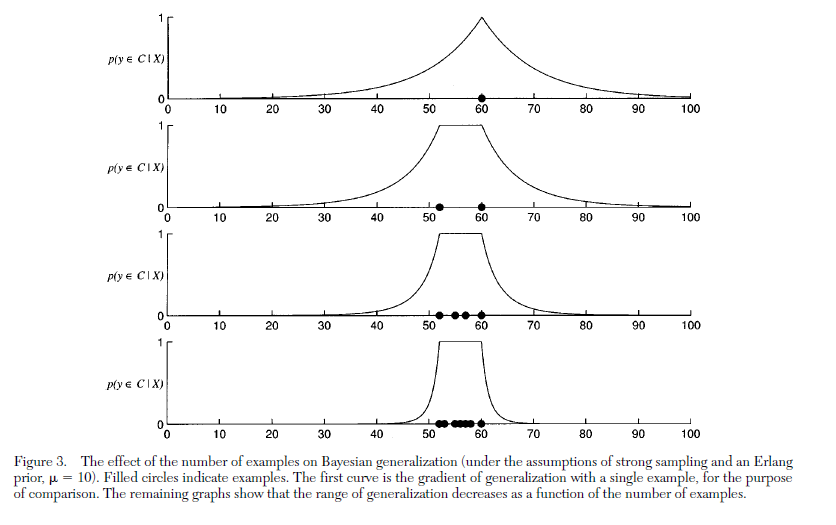 1
p(y ∈ C|X)
0
0 10 20 30 40 50 60 70 80 90 100
1
p(y ∈ C|X)
0
0 10 20 30 40 50 60 70 80 90 100
1
p(y ∈ C|X)
0
0 10 20 30 40 50 60 70 80 90 100
1
p(y ∈ C|X)
0
0 10 20 30 40 50 60 70 80 90 100
Figure 3. The effect of the number of examples on Bayesian generalization (under the assumptions of strong sampling and an Erlang
prior, μ = 10). Filled circles indicate examples. The first curve is the gradient of generalization with a single example, for the purpose
of comparison. The remaining graphs show that the range of generalization decreases as a function of the number of examples.